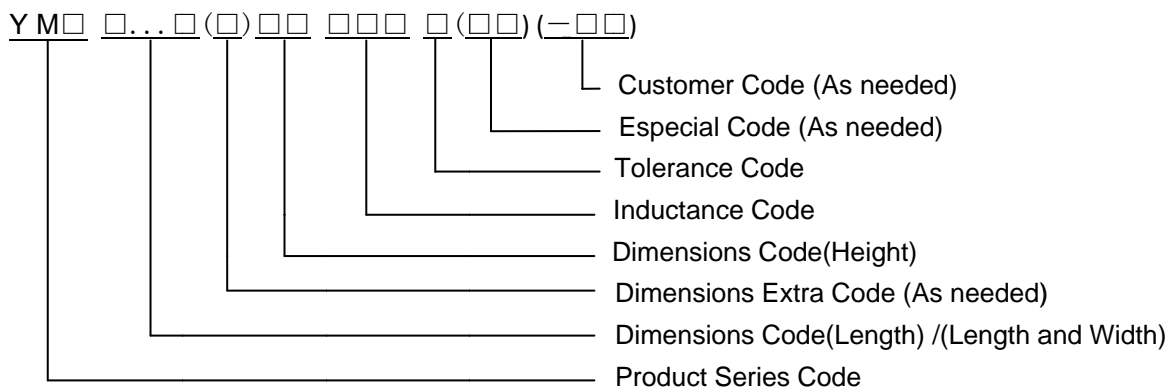 Y M□ □...□(□)□□ □□□ □(□□)(－□□)
Customer Code (As needed)
Especial Code (As needed)
Tolerance Code
Inductance Code
Dimensions Code(Height)
Dimensions Extra Code (As needed)
Dimensions Code(Length) /(Length and Width)
Product Series Code